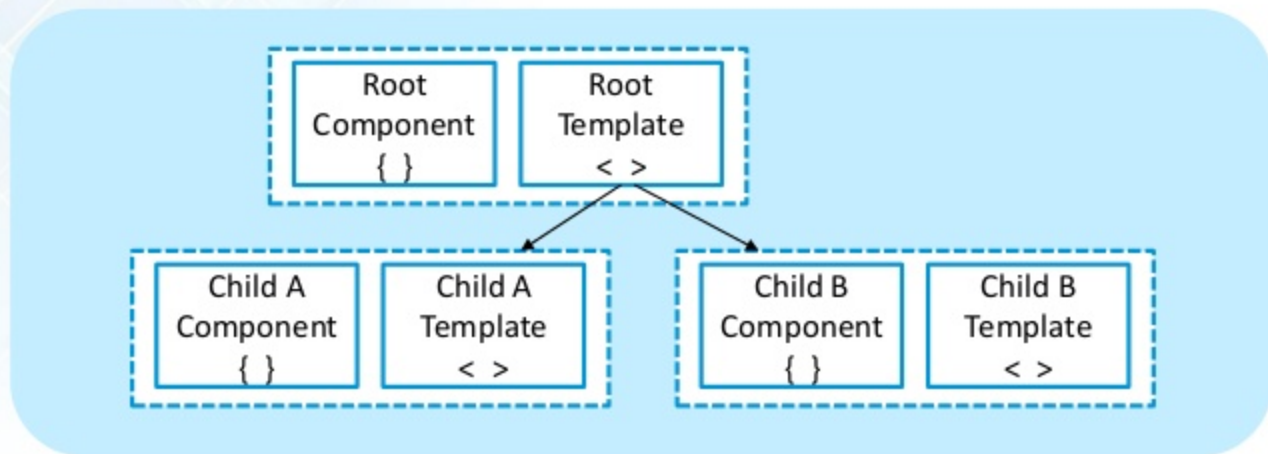 Root
Component
{ }
Root
Template
< >
Child A
Component
{ }
Child A
Template
< >
Child B
Component
{ }
Child B
Template
< >